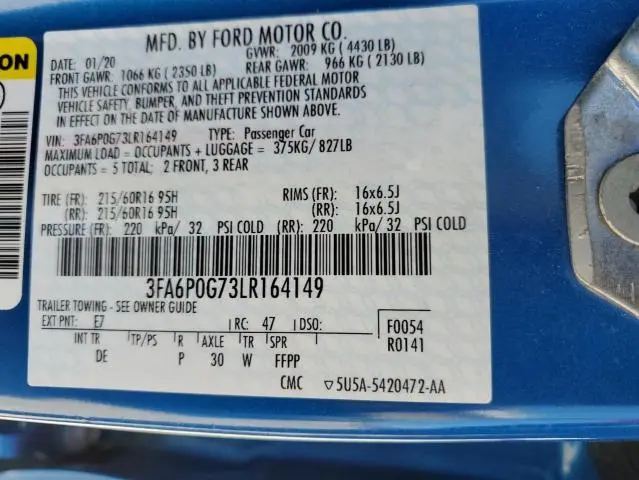 MFD. BY FORD MOTOR CO.
DATE: 01/20 GVWR: 2009 KG ( 4430 LB)
FRONT GAWR: 1066 KG ( 2350 LB) REAR GAWR: 966 KG ( 2130 LB)
THIS VEHICLE CONFORMS TO ALL APPLICABLE FEDERAL MOTOR
VEHICLE SAFETY, BUMPER, AND THEFT PREVENTION STANDARDS
IN EFFECT ON THE DATE OF MANUFACTURE SHOWN ABOVE.
VIN: 3FA6P0G73LR164149 TYPE: Passenger Car
MAXIMUM LOAD = OCCUPANTS + LUGGAGE = 375KG/ 827LB
OCCUPANTS = 5 TOTAL; 2 FRONT, 3 REAR
TIRE (FR): 215/60R16 95H RIMS (FR): 16x6.5J
(RR): 215/60R16 95H (RR): 16x6.5J
PRESSURE (FR): 220 kPa/ 32 PSI COLD (RR): 220 kPa/ 32 PSI COLD
3FA6P0G73LR164149
TRAILER TOWING - SEE OWNER GUIDE
EXT PNT: E7 RC: 47 DSO: F0054
R0141
INT TR TP/PS R AXLE TR SPR
DE P 30 W FFPP
CMC ▽5U5A-5420472-AA